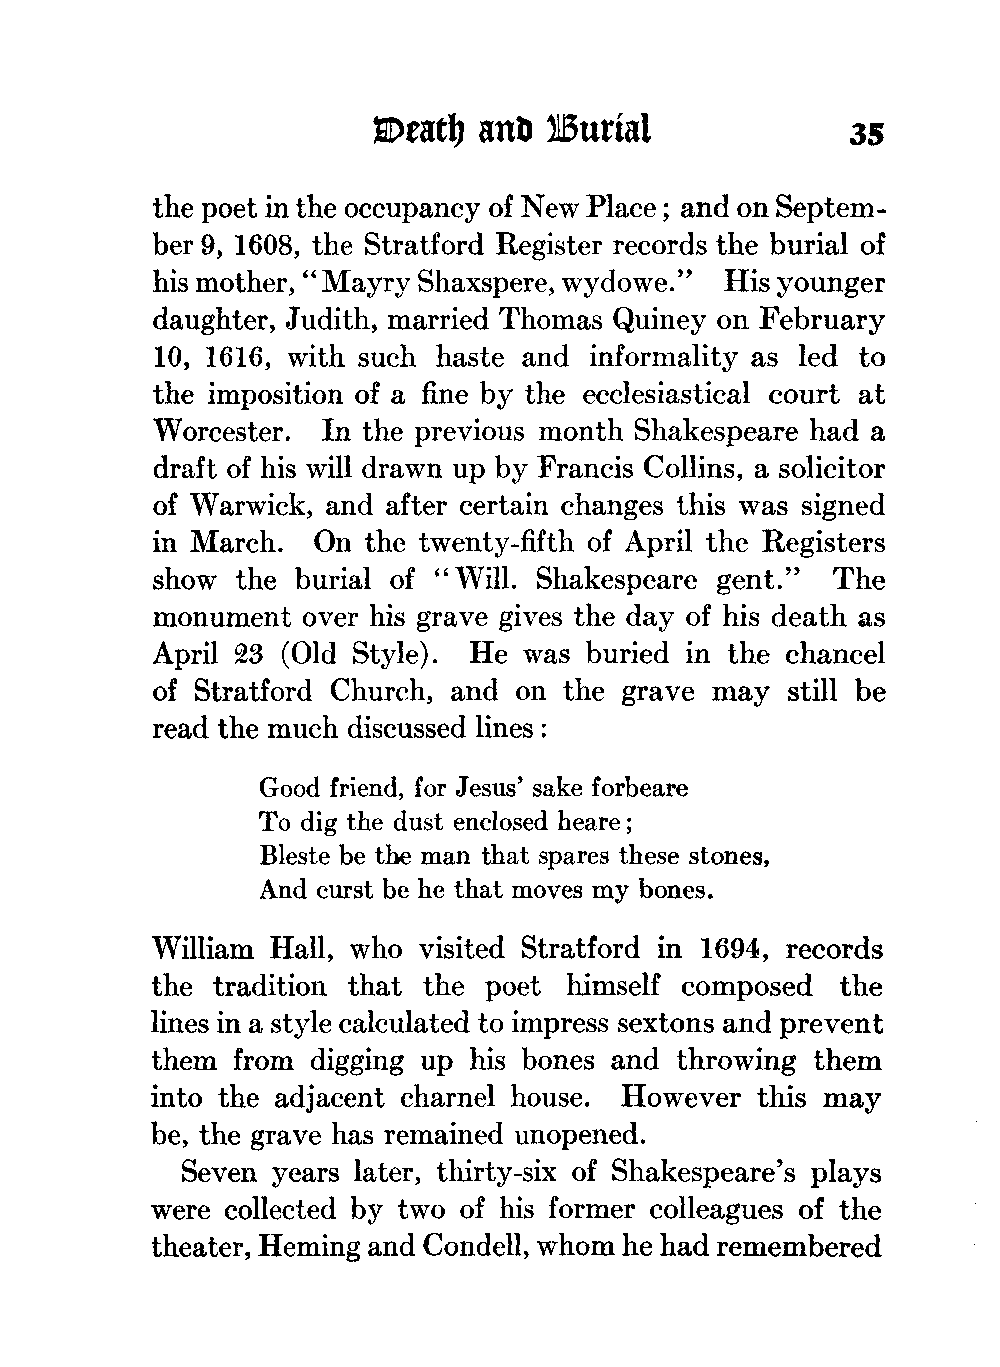 Death and Burial 35
the poet in the occupancy of New Place; and on Septem-
ber 9, 1608, the Stratford Register records the burial of
his mother, "Mayry Shaxspere, wydowe." His younger
daughter, Judith, married Thomas Quiney on February
10, 1616, with such haste and informality as led to
the imposition of a fine by the ecclesiastical court at
Worcester. In the previous month Shakespeare had a
draft of his will drawn up by Francis Collins, a solicitor
of Warwick, and after certain changes this was signed
in March. On the twenty-fifth of April the Registers
show the burial of "Will. Shakespeare gent." The
monument over his grave gives the day of his death as
April 23 (Old Style). He was buried in the chancel
of Stratford Church, and on the grave may still be
read the much discussed lines:
Good friend, for Jesus' sake forbeare
To dig the dust enclosed heare;
Bleste be the man that spares these stones,
And curst be he that moves my bones.
William Hall, who visited Stratford in 1694, records
the tradition that the poet himself composed the
lines in a style calculated to impress sextons and prevent
them from digging up his bones and throwing them
into the adjacent charnel house. However this may
be, the grave has remained unopened.
Seven years later, thirty-six of Shakespeare's plays
were collected by two of his former colleagues of the
theater, Heming and Condell, whom he had remembered